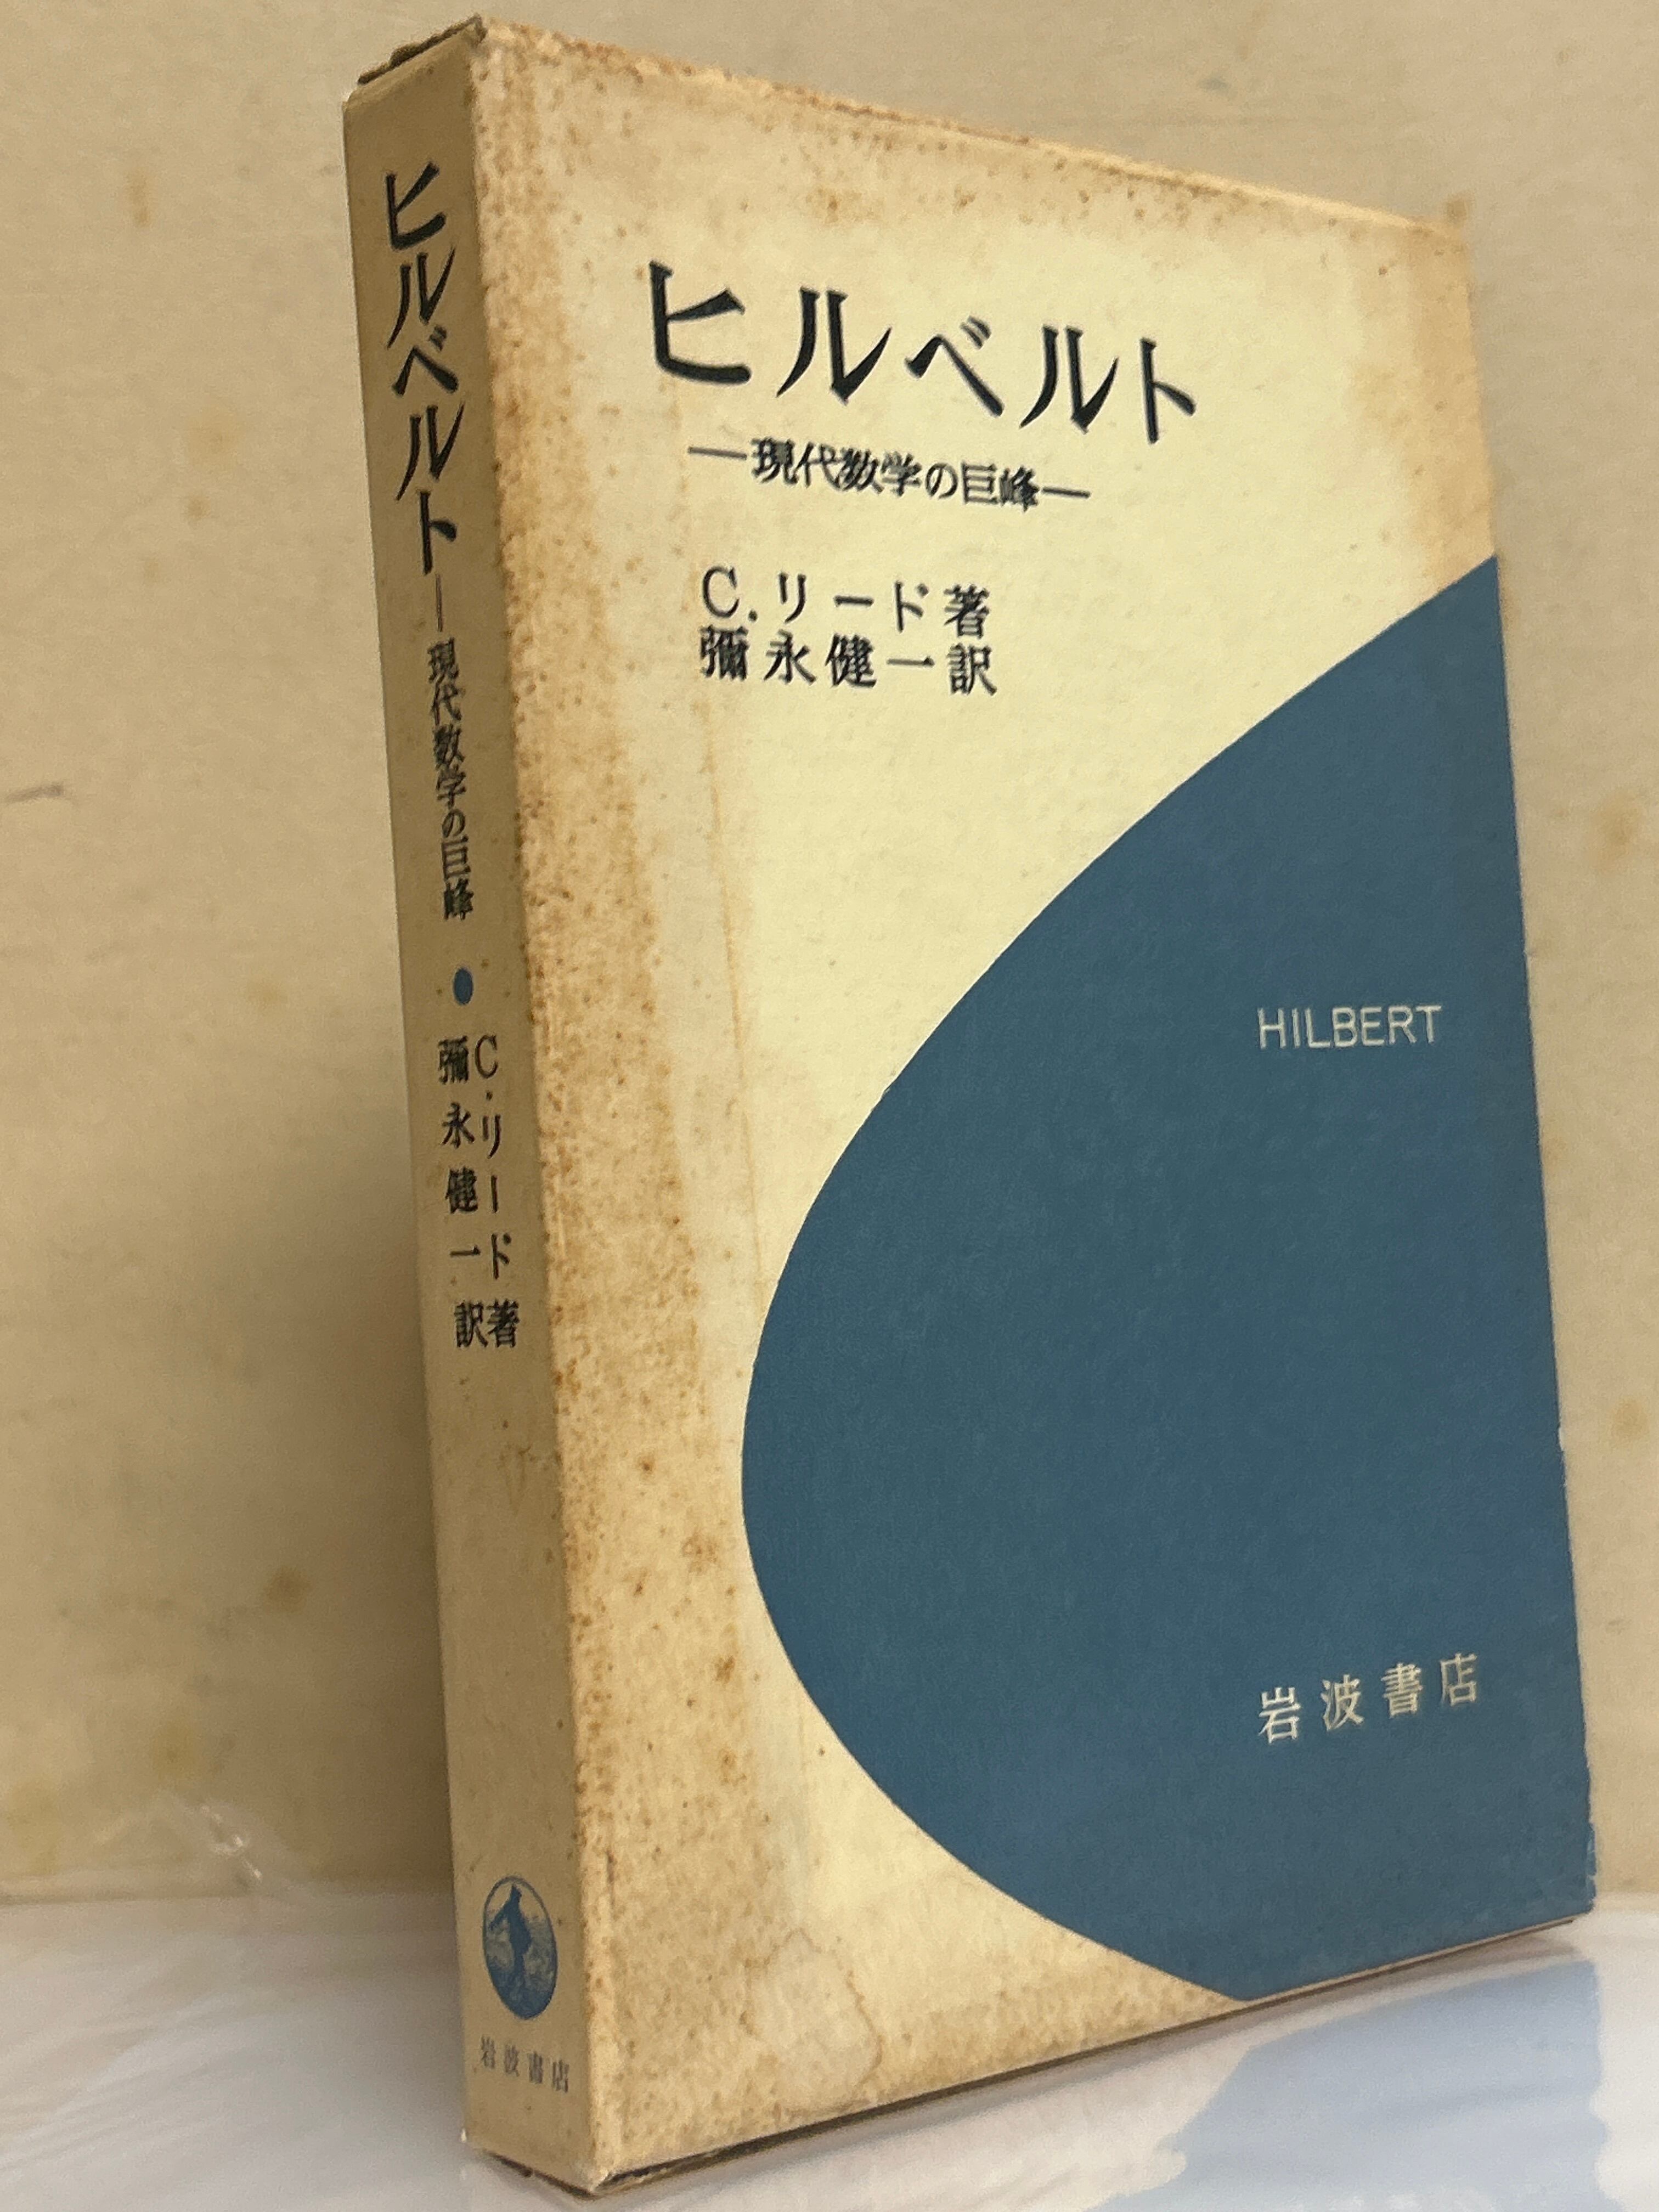 ヒルベルト
―現代数学の巨峰―
C.リード著
彌永健一訳
HILBERT
岩波書店
ヒルベルト―現代数学の巨峰●
C.リード著
彌永健一訳
岩波書店